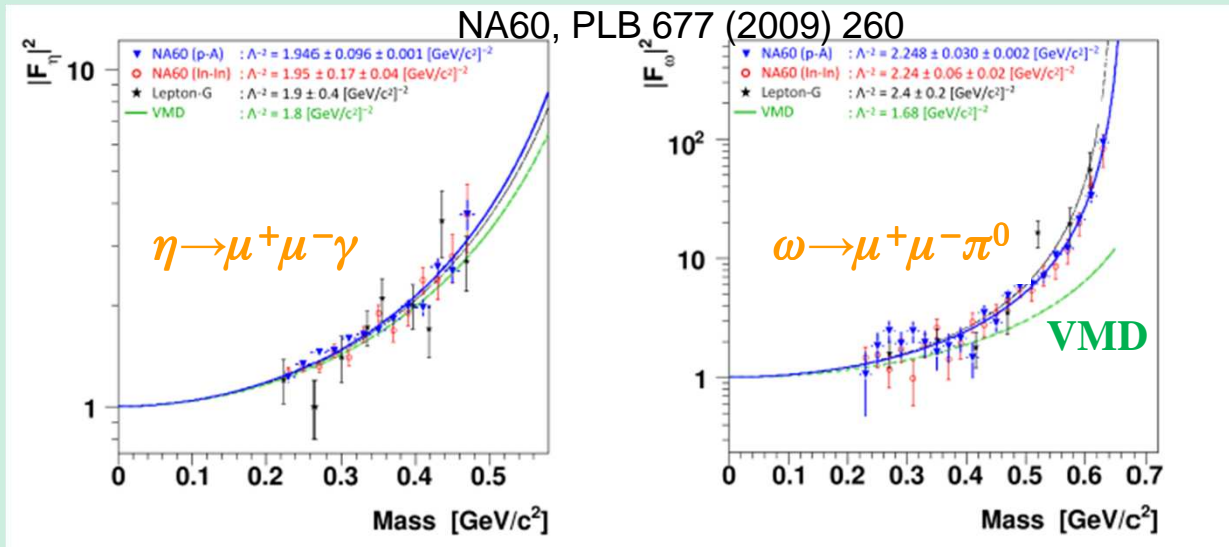 NA60, PLB 677 (2009) 260
|F_η|²
▼ NA60 (p-A) : Λ⁻² = 1.946 ± 0.096 ± 0.001 [GeV/c²]⁻²
○ NA60 (In-In) : Λ⁻² = 1.95 ± 0.17 ± 0.04 [GeV/c²]⁻²
★ Lepton-G : Λ⁻² = 1.9 ± 0.4 [GeV/c²]⁻²
— VMD : Λ⁻² = 1.8 [GeV/c²]⁻²
10
η→μ⁺μ⁻γ
1
0 0.1 0.2 0.3 0.4 0.5
Mass [GeV/c²]
|F_ω|²
▼ NA60 (p-A) : Λ⁻² = 2.248 ± 0.030 ± 0.002 [GeV/c²]⁻²
○ NA60 (In-In) : Λ⁻² = 2.24 ± 0.06 ± 0.02 [GeV/c²]⁻²
★ Lepton-G : Λ⁻² = 2.4 ± 0.2 [GeV/c²]⁻²
— VMD : Λ⁻² = 1.68 [GeV/c²]⁻²
10²
ω→μ⁺μ⁻π⁰
10
VMD
1
0 0.1 0.2 0.3 0.4 0.5 0.6 0.7
Mass [GeV/c²]